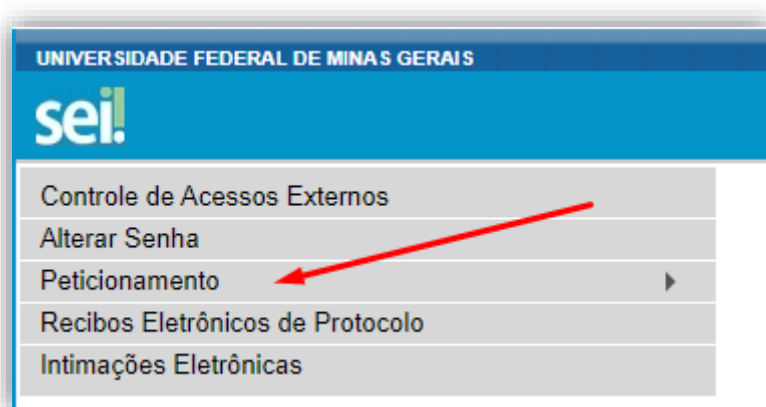 UNIVERSIDADE FEDERAL DE MINAS GERAIS
sei!
Controle de Acessos Externos
Alterar Senha
Peticionamento
Recibos Eletrônicos de Protocolo
Intimações Eletrônicas